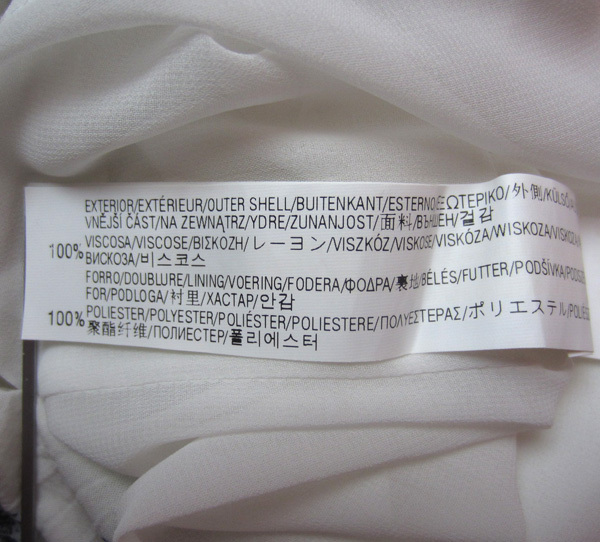 EXTERIOR/EXTÉRIEUR/OUTER SHELL/BUITENKANT/ESTERNO/ΕΞΩΤΕΡΙΚΟ/外側/KÜLSŐ
VNĚJŠÍ ČÁST/NA ZEWNĄTRZ/YDRE/ZUNANJOST/面料/ВЪНШЕН/겉감
100% VISCOSA/VISCOSE/ΒΙΣΚΟΖΗ/レーヨン/VISZKÓZ/VISKOSE/VISKÓZA/WISKOZA/
ВИСКОЗА/비스코스
FORRO/DOUBLURE/LINING/VOERING/FODERA/ΦΟΔΡΑ/裏地/BÉLÉS/FUTTER/PODŠÍVKA/
FOR/PODLOGA/衬里/ХАСТАР/안감
100% POLIESTER/POLYESTER/POLIÉSTER/POLIESTERE/ΠΟΛΥΕΣΤΕΡΑΣ/ポリエステル/
聚酯纤维/ПОЛИЕСТЕР/폴리에스터